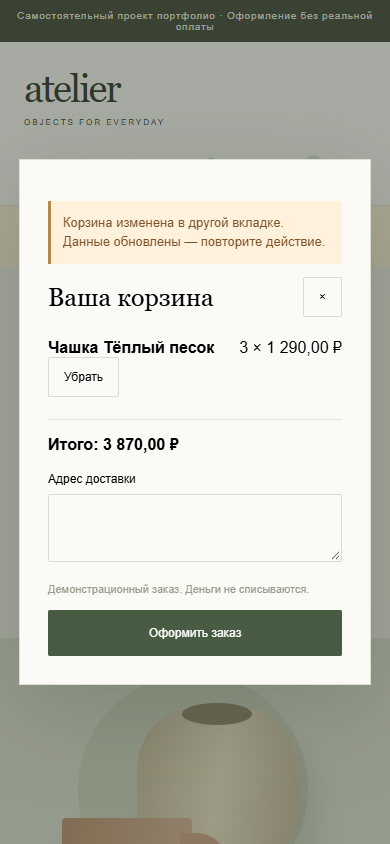 Самостоятельный проект портфолио · Оформление без реальной
оплаты
atelier
OBJECTS FOR EVERYDAY
Корзина изменена в другой вкладке.
Данные обновлены — повторите действие.
Ваша корзина
×
Чашка Тёплый песок 3 × 1 290,00 ₽
Убрать
Итого: 3 870,00 ₽
Адрес доставки
Демонстрационный заказ. Деньги не списываются.
Оформить заказ